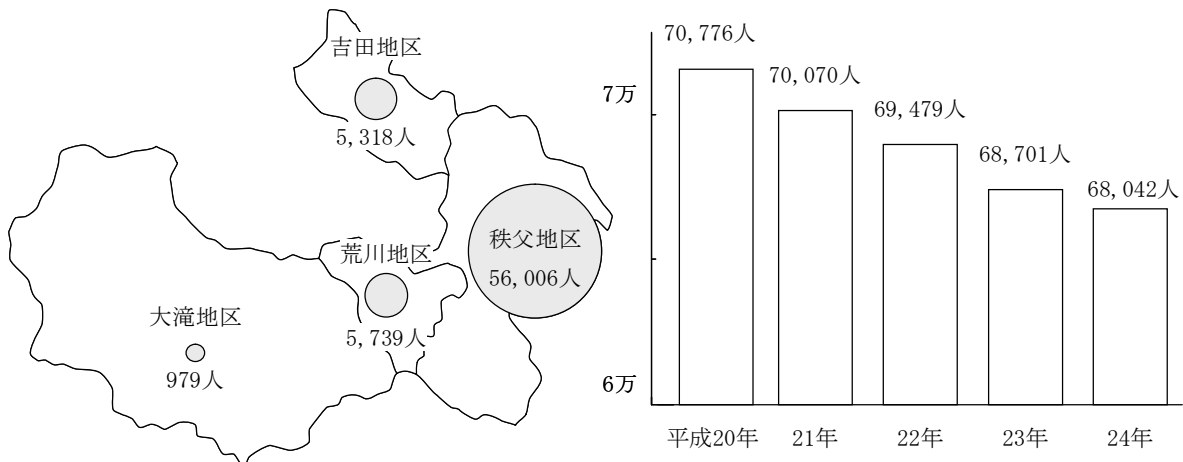 吉田地区
5,318人
秩父地区
56,006人
荒川地区
5,739人
大滝地区
979人
70,776人
70,070人
69,479人
68,701人
68,042人
7万
6万
平成20年
21年
22年
23年
24年